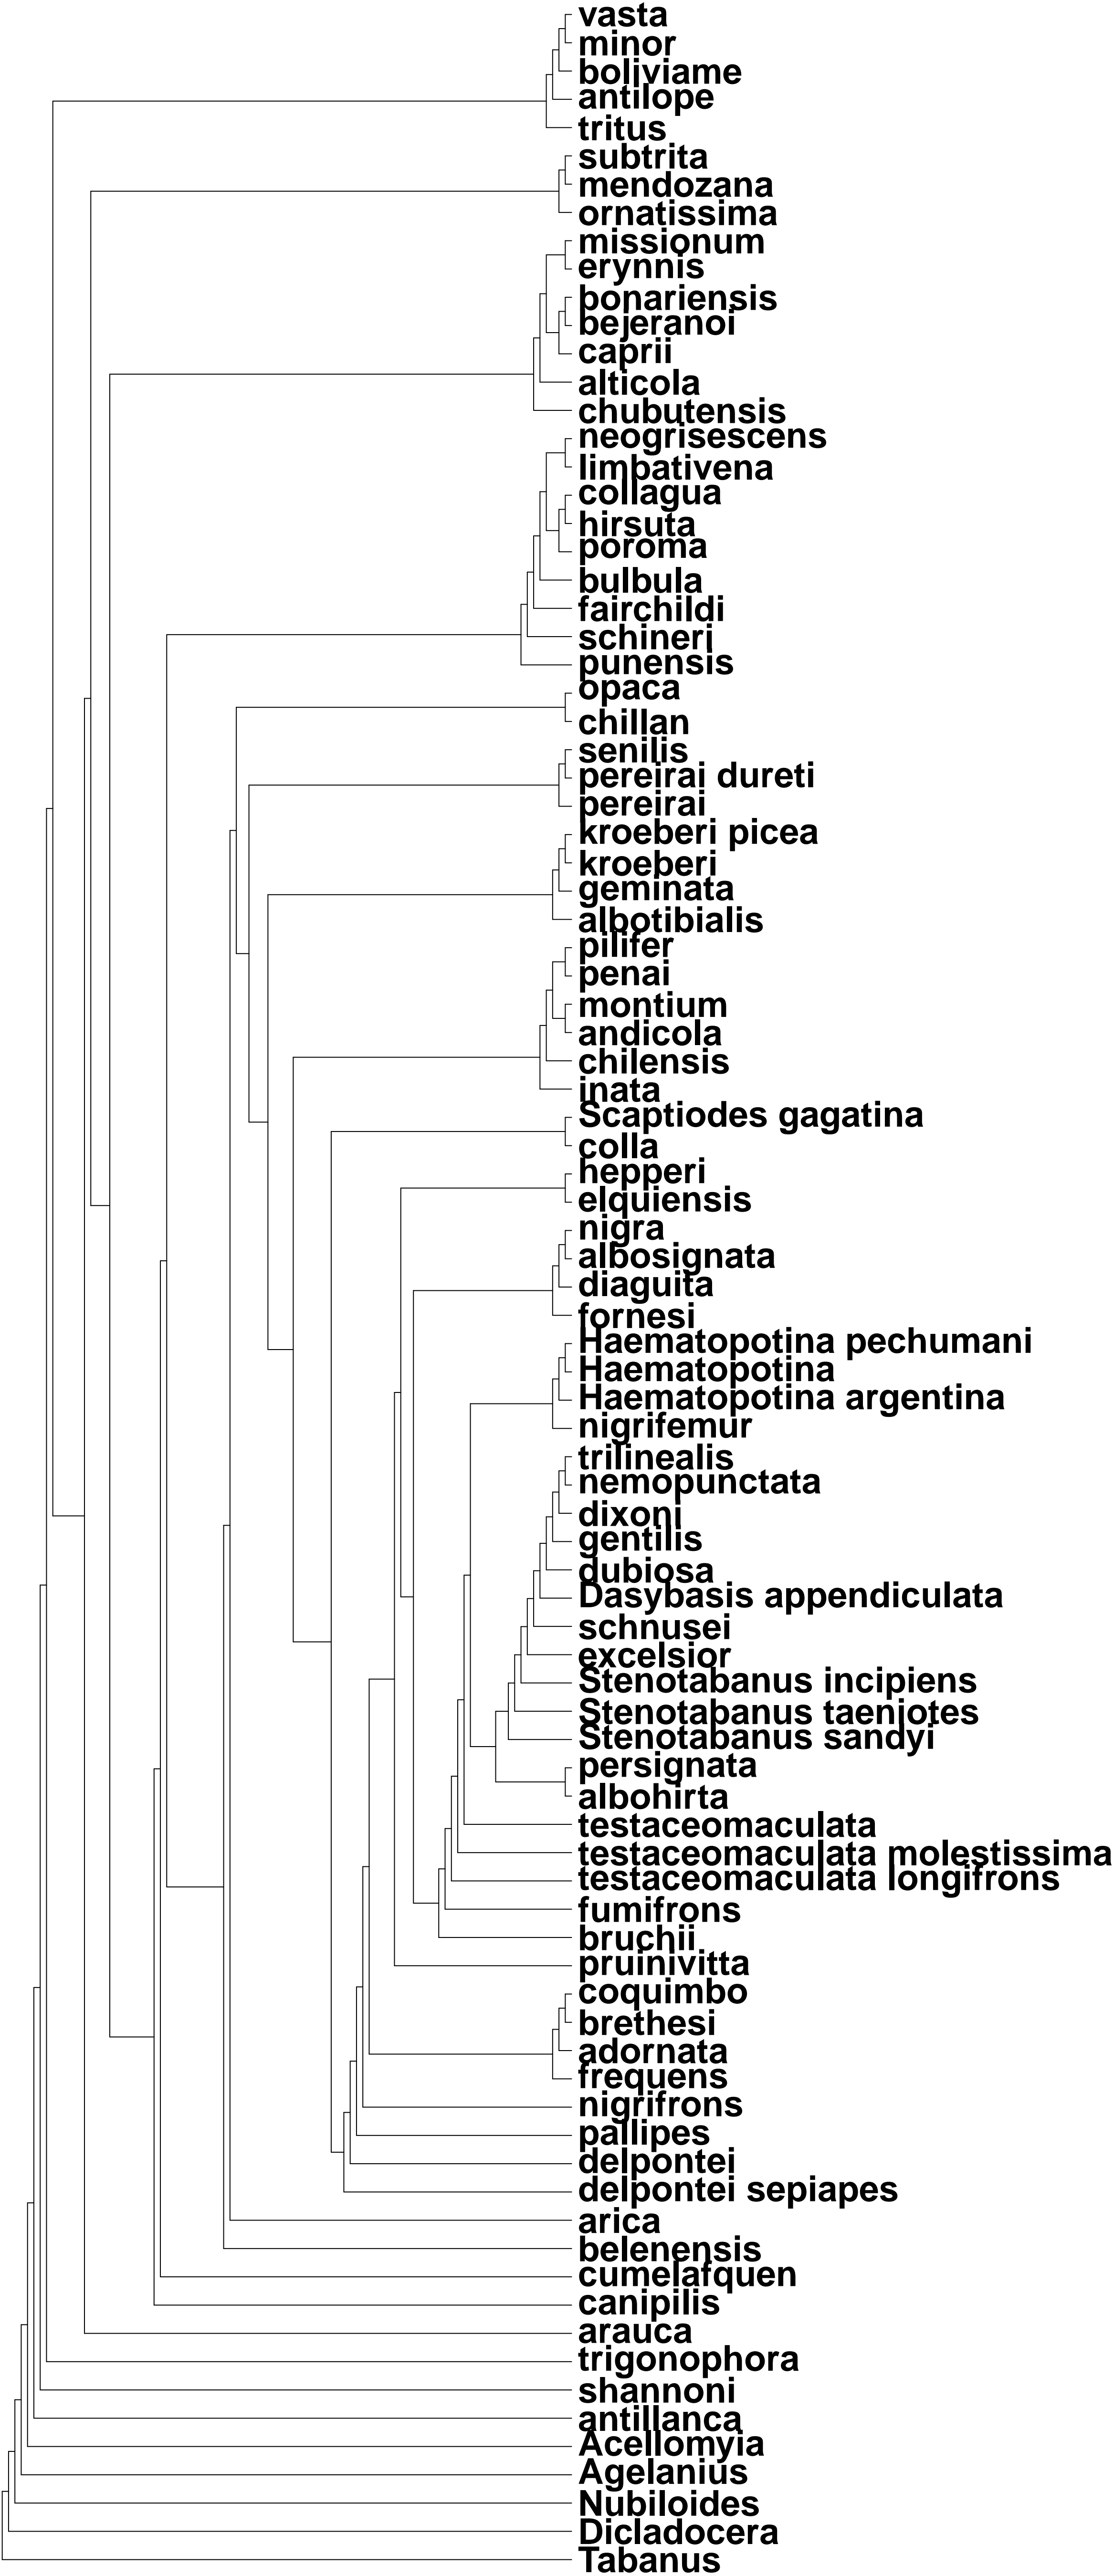 vasta
minor
boliviame
antilope
tritus
subtrita
mendozana
ornatissima
missionum
erynnis
bonariensis
bejeranoi
caprii
alticola
chubutensis
neogrisescens
limbativena
collagua
hirsuta
poroma
bulbula
fairchildi
schineri
punensis
opaca
chillan
senilis
pereirai dureti
pereirai
kroeberi picea
kroeberi
geminata
albotibialis
pilifer
penai
montium
andicola
chilensis
inata
Scaptiodes gagatina
colla
hepperi
elquiensis
nigra
albosignata
diaguita
fornesi
Haematopotina pechumani
Haematopotina
Haematopotina argentina
nigrifemur
trilinealis
nemopunctata
dixoni
gentilis
dubiosa
Dasybasis appendiculata
schnusei
excelsior
Stenotabanus incipiens
Stenotabanus taeniotes
Stenotabanus sandyi
persignata
albohirta
testaceomaculata
testaceomaculata molestissima
testaceomaculata longifrons
fumifrons
bruchii
pruinivitta
coquimbo
brethesi
adornata
frequens
nigrifrons
pallipes
delpontei
delpontei sepiapes
arica
belenensis
cumelafquen
canipilis
arauca
trigonophora
shannoni
antillanca
Acellomyia
Agelanius
Nubiloides
Dicladocera
Tabanus